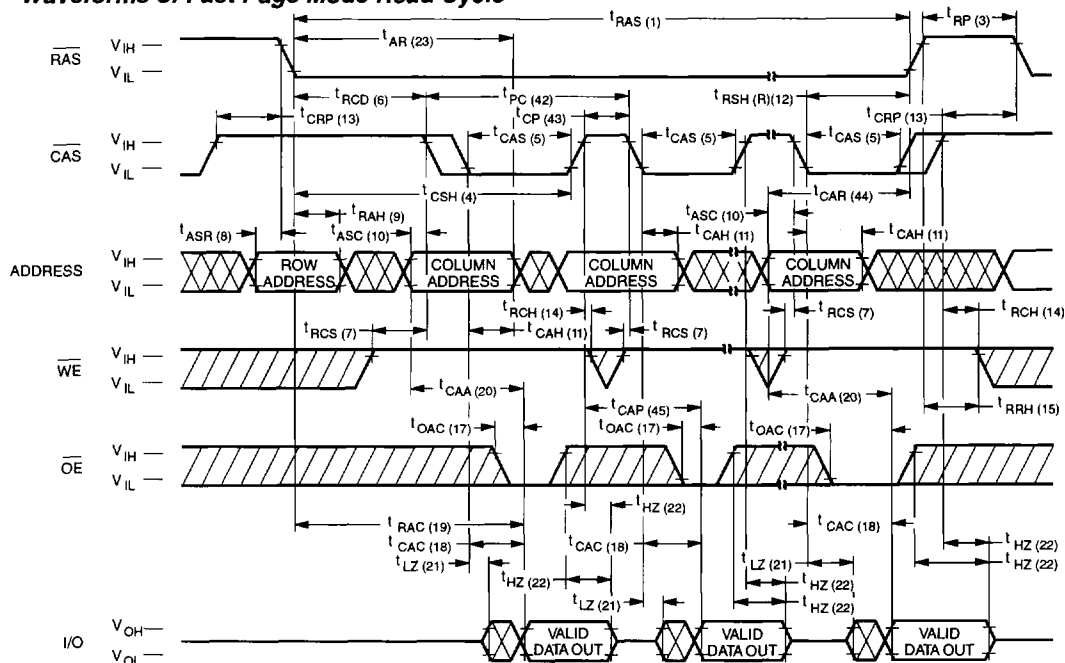 Waveforms of Fast Page Mode Read Cycle
t RAS (1)
t RP (3)
t AR (23)
RAS
V IH
V IL
t RCD (6)
t PC (42)
t RSH (R)(12)
t CRP (13)
t CP (43)
t CRP (13)
CAS
V IH
V IL
t CAS (5)
t CAS (5)
t CAS (5)
t CSH (4)
t CAR (44)
t RAH (9)
t ASC (10)
t ASR (8)
t ASC (10)
t CAH (11)
t CAH (11)
ADDRESS
V IH
V IL
ROW ADDRESS
COLUMN ADDRESS
COLUMN ADDRESS
COLUMN ADDRESS
t RCH (14)
t RCS (7)
t CAH (11)
t RCS (7)
t RCS (7)
t RCH (14)
WE
V IH
V IL
t CAA (20)
t CAP (45)
t CAA (20)
t RRH (15)
t OAC (17)
t OAC (17)
t OAC (17)
OE
V IH
V IL
t RAC (19)
t HZ (22)
t CAC (18)
t CAC (18)
t CAC (18)
t LZ (21)
t LZ (21)
t HZ (22)
t HZ (22)
t HZ (22)
t HZ (22)
t LZ (21)
t HZ (22)
I/O
V OH
V OL
VALID DATA OUT
VALID DATA OUT
VALID DATA OUT